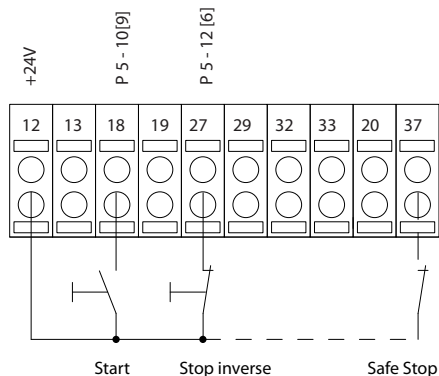 +24V
P 5 - 10[9]
P 5 - 12 [6]
12 13 18 19 27 29 32 33 20 37
Start Stop inverse Safe Stop